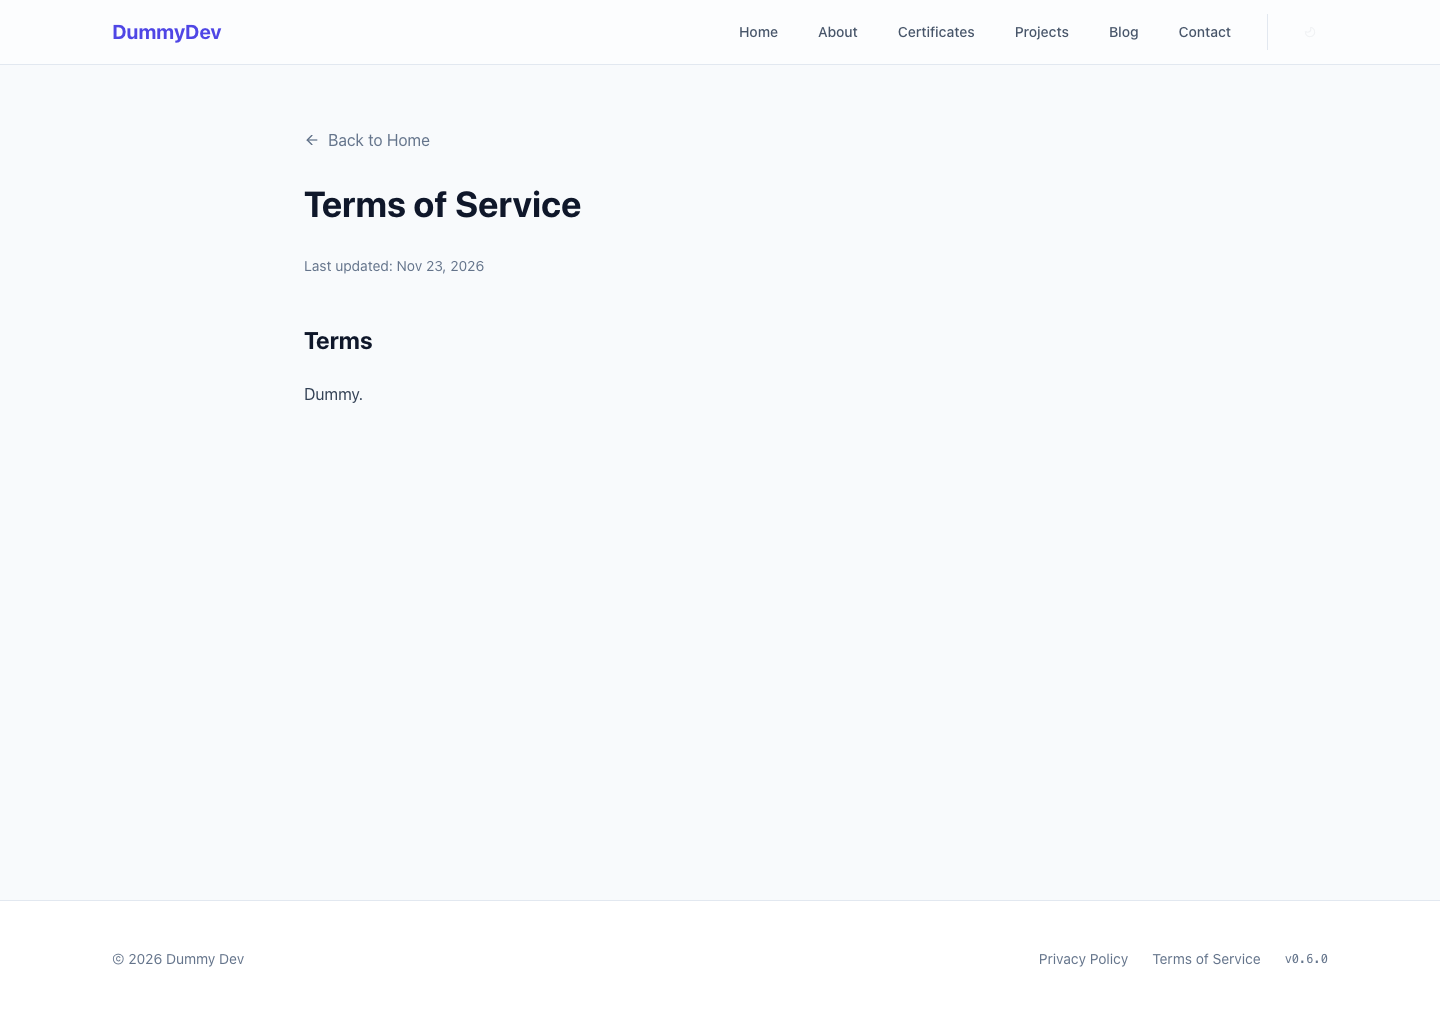 DummyDev
Home
About
Certificates
Projects
Blog
Contact
Back to Home
Terms of Service
Last updated: Nov 23, 2026
Terms
Dummy.
© 2026 Dummy Dev
Privacy Policy
Terms of Service
v0.6.0